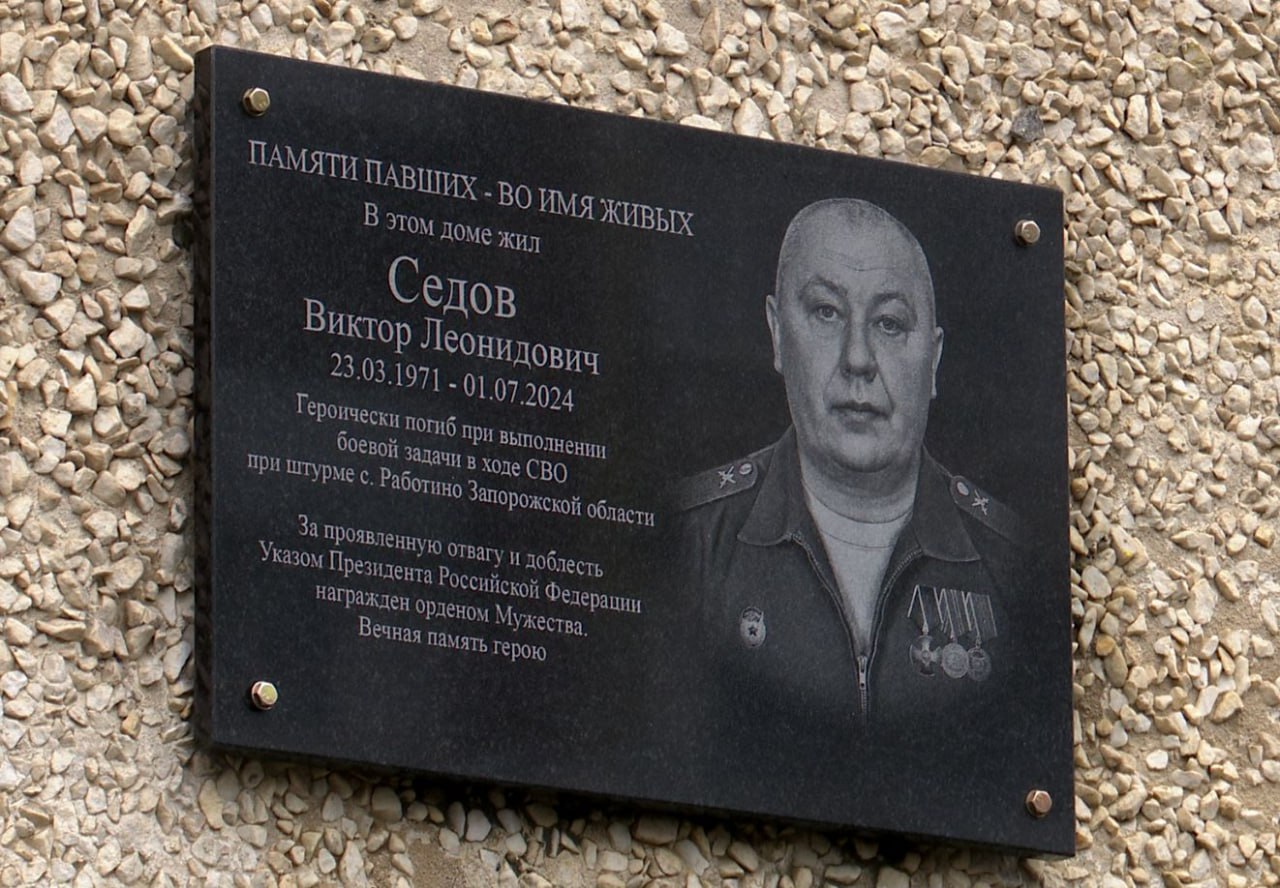 ПАМЯТИ ПАВШИХ - ВО ИМЯ ЖИВЫХ
В этом доме жил
Седов
Виктор Леонидович
23.03.1971 - 01.07.2024
Героически погиб при выполнении
боевой задачи в ходе СВО
при штурме с. Работино Запорожской области
За проявленную отвагу и доблесть
Указом Президента Российской Федерации
награжден орденом Мужества.
Вечная память герою